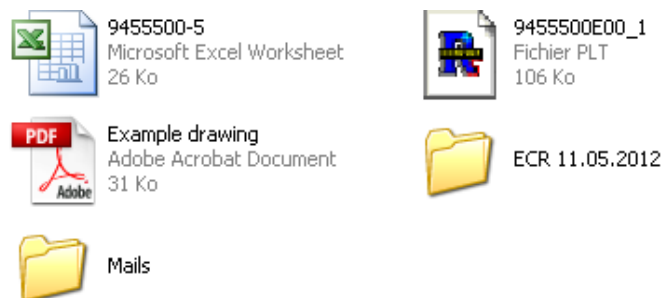 9455500-5
Microsoft Excel Worksheet
26 Ko
9455500E00_1
Fichier PLT
106 Ko
PDF
Adobe
Example drawing
Adobe Acrobat Document
31 Ko
ECR 11.05.2012
Mails